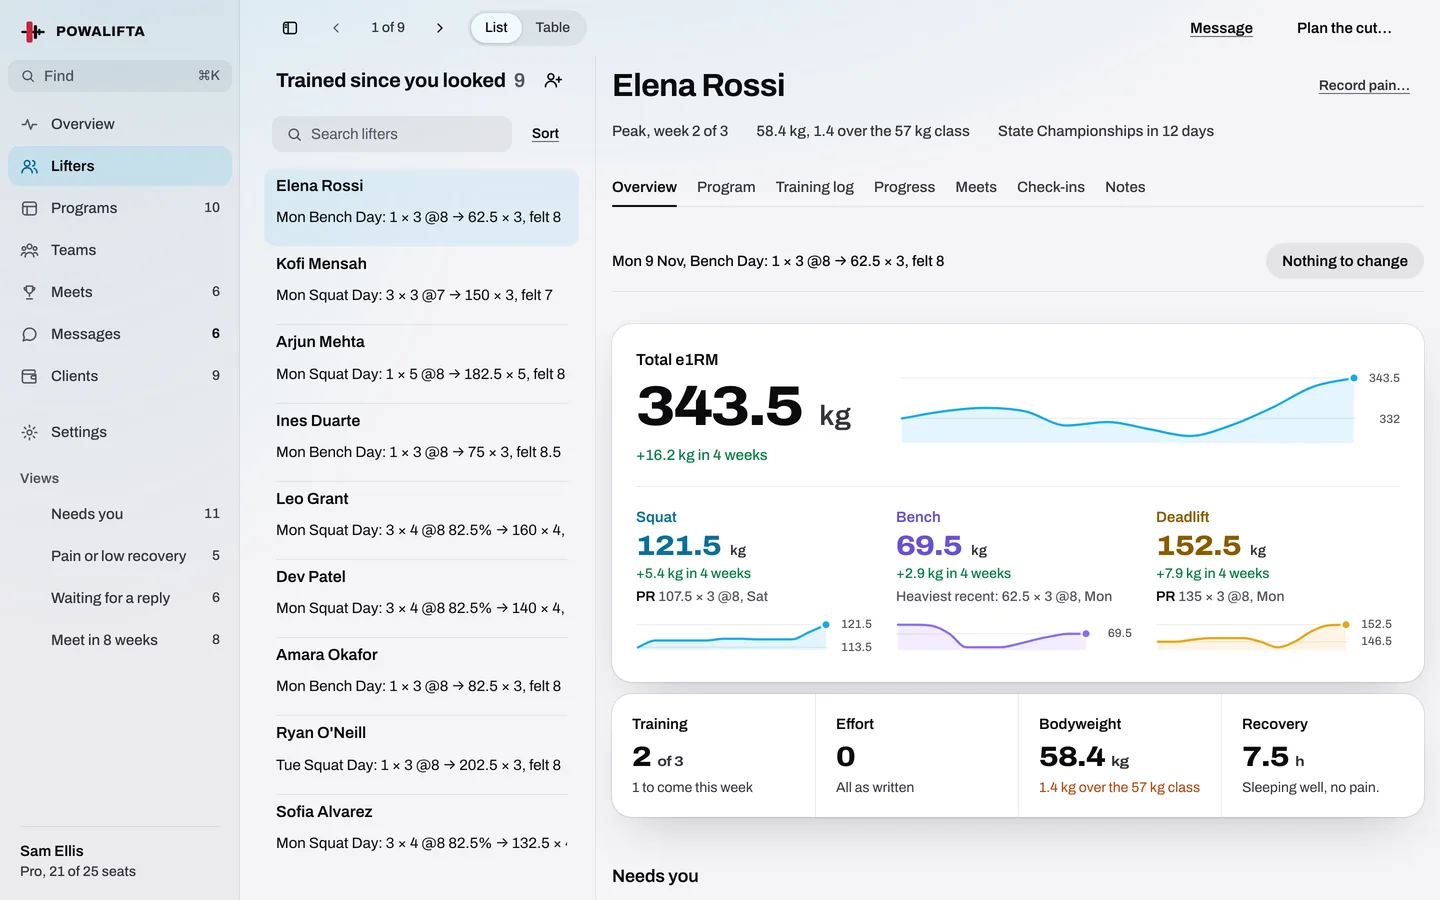 POWALIFTA
Find ⌘K
Overview
Lifters
Programs 10
Teams
Meets 6
Messages 6
Clients 9
Settings
Views
Needs you 11
Pain or low recovery 5
Waiting for a reply 6
Meet in 8 weeks 8
Sam Ellis
Pro, 21 of 25 seats
1 of 9
List Table
Trained since you looked 9
Search lifters
Sort
Elena Rossi
Mon Bench Day: 1 × 3 @8 → 62.5 × 3, felt 8
Kofi Mensah
Mon Squat Day: 3 × 3 @7 → 150 × 3, felt 7
Arjun Mehta
Mon Squat Day: 1 × 5 @8 → 182.5 × 5, felt 8
Ines Duarte
Mon Bench Day: 1 × 3 @8 → 75 × 3, felt 8.5
Leo Grant
Mon Squat Day: 3 × 4 @8 82.5% → 160 × 4,
Dev Patel
Mon Squat Day: 3 × 4 @8 82.5% → 140 × 4,
Amara Okafor
Mon Bench Day: 1 × 3 @8 → 82.5 × 3, felt 8
Ryan O'Neill
Tue Squat Day: 1 × 3 @8 → 202.5 × 3, felt 8
Sofia Alvarez
Mon Squat Day: 3 × 4 @8 82.5% → 132.5 ×
Message Plan the cut...
Elena Rossi
Record pain...
Peak, week 2 of 3 58.4 kg, 1.4 over the 57 kg class State Championships in 12 days
Overview Program Training log Progress Meets Check-ins Notes
Mon 9 Nov, Bench Day: 1 × 3 @8 → 62.5 × 3, felt 8
Nothing to change
Total e1RM
343.5 kg
+16.2 kg in 4 weeks
343.5
332
Squat
121.5 kg
+5.4 kg in 4 weeks
PR 107.5 × 3 @8, Sat
121.5
113.5
Bench
69.5 kg
+2.9 kg in 4 weeks
Heaviest recent: 62.5 × 3 @8, Mon
69.5
Deadlift
152.5 kg
+7.9 kg in 4 weeks
PR 135 × 3 @8, Mon
152.5
146.5
Training
2 of 3
1 to come this week
Effort
0
All as written
Bodyweight
58.4 kg
1.4 kg over the 57 kg class
Recovery
7.5 h
Sleeping well, no pain.
Needs you